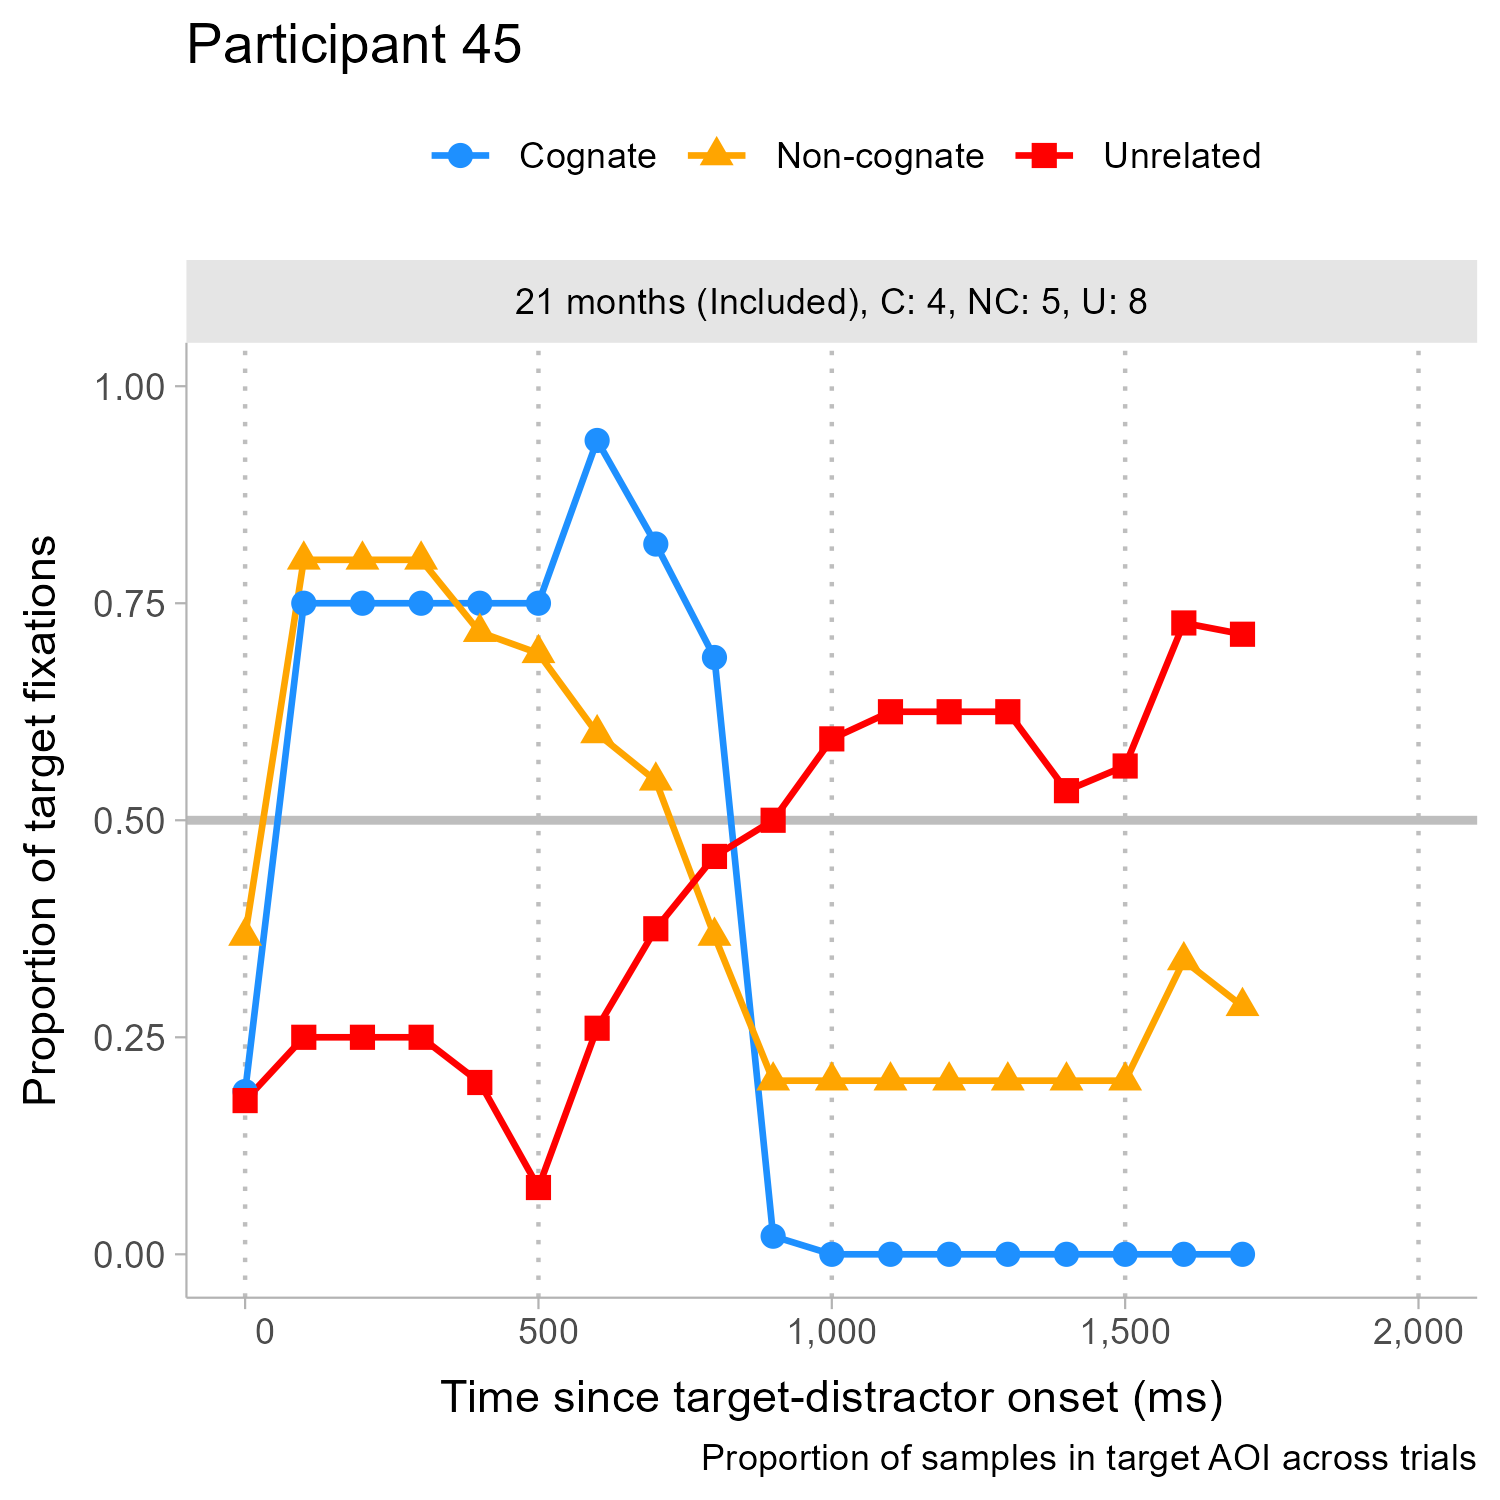 Participant 45
Cognate Non-cognate Unrelated
21 months (Included), C: 4, NC: 5, U: 8
1.00
0.75
0.50
0.25
0.00
Proportion of target fixations
0 500 1,000 1,500 2,000
Time since target-distractor onset (ms)
Proportion of samples in target AOI across trials